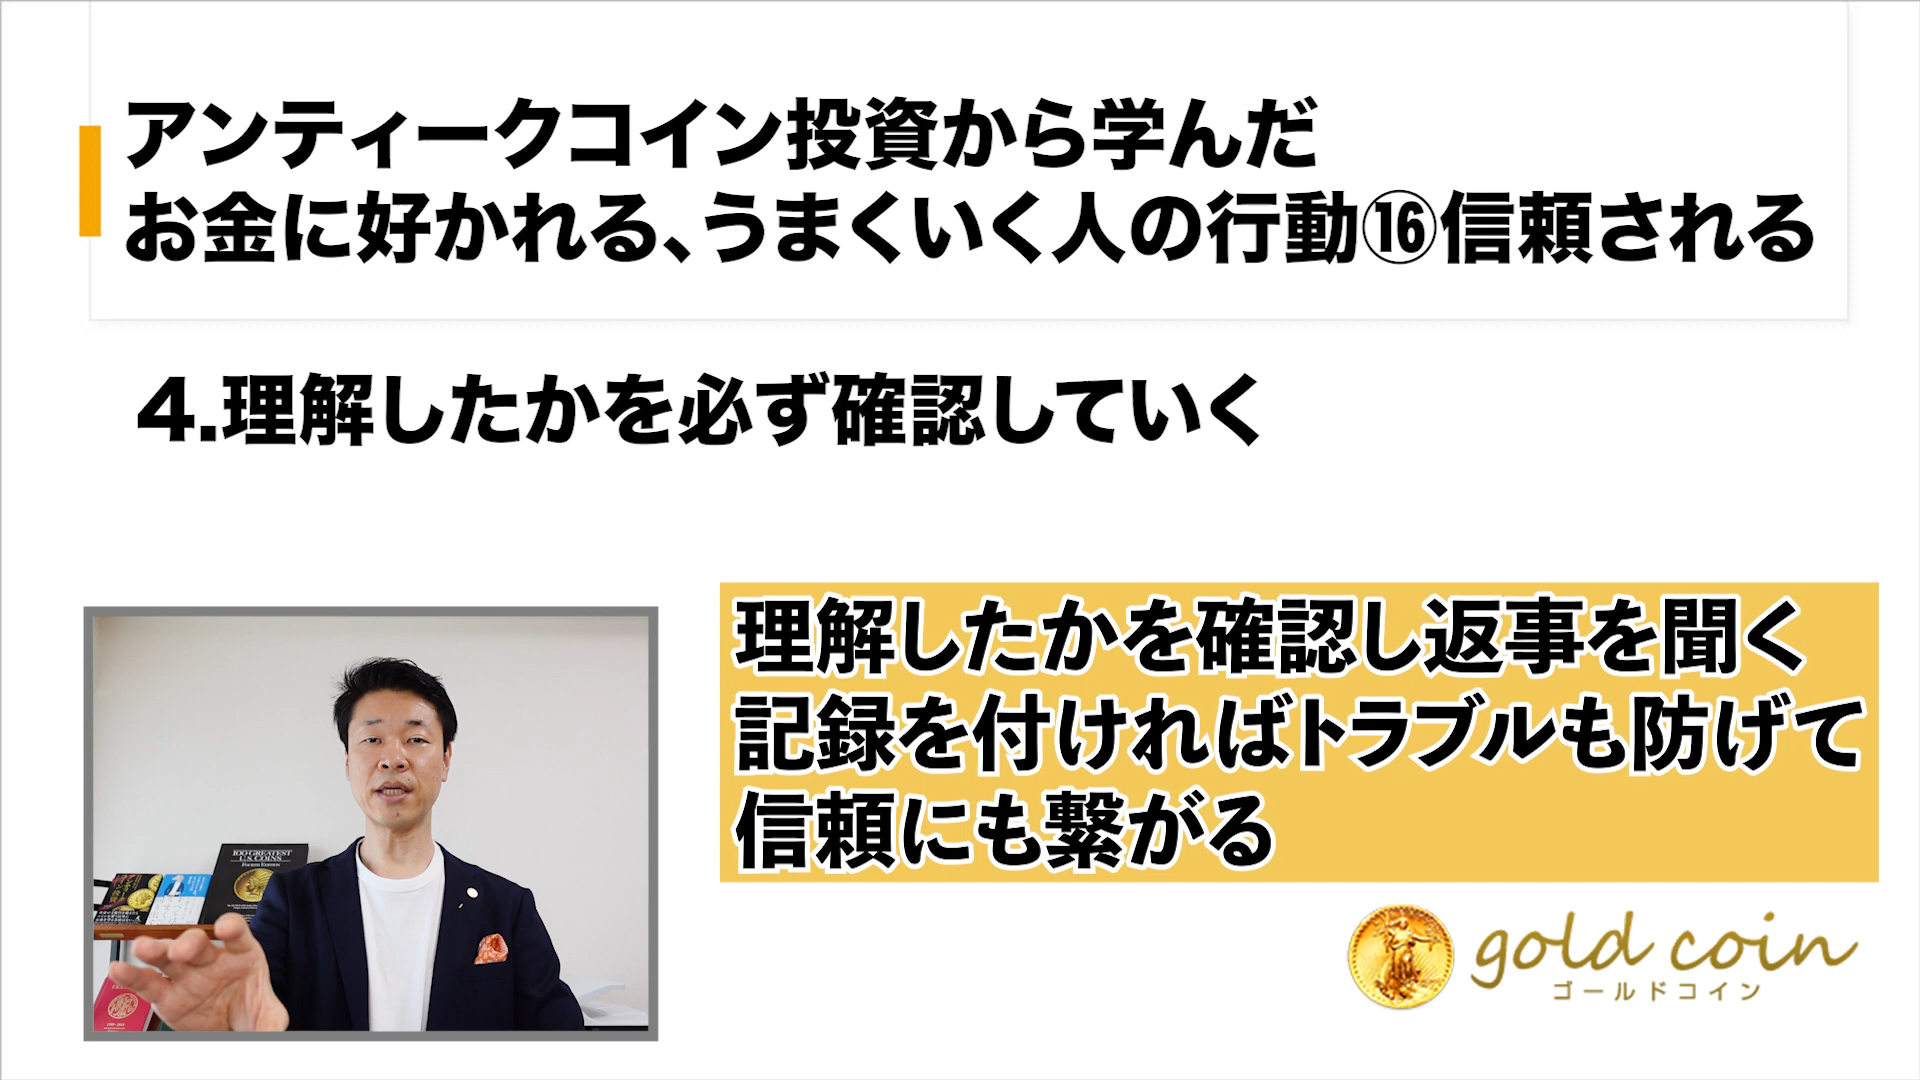 アンティークコイン投資から学んだ
お金に好かれる、うまくいく人の行動⑯信頼される
4.理解したかを必ず確認していく
理解したかを確認し返事を聞く
記録を付ければトラブルも防げて
信頼にも繋がる
100 GREATEST
U.S. COINS
FOURTH EDITION
gold coin
ゴールドコイン